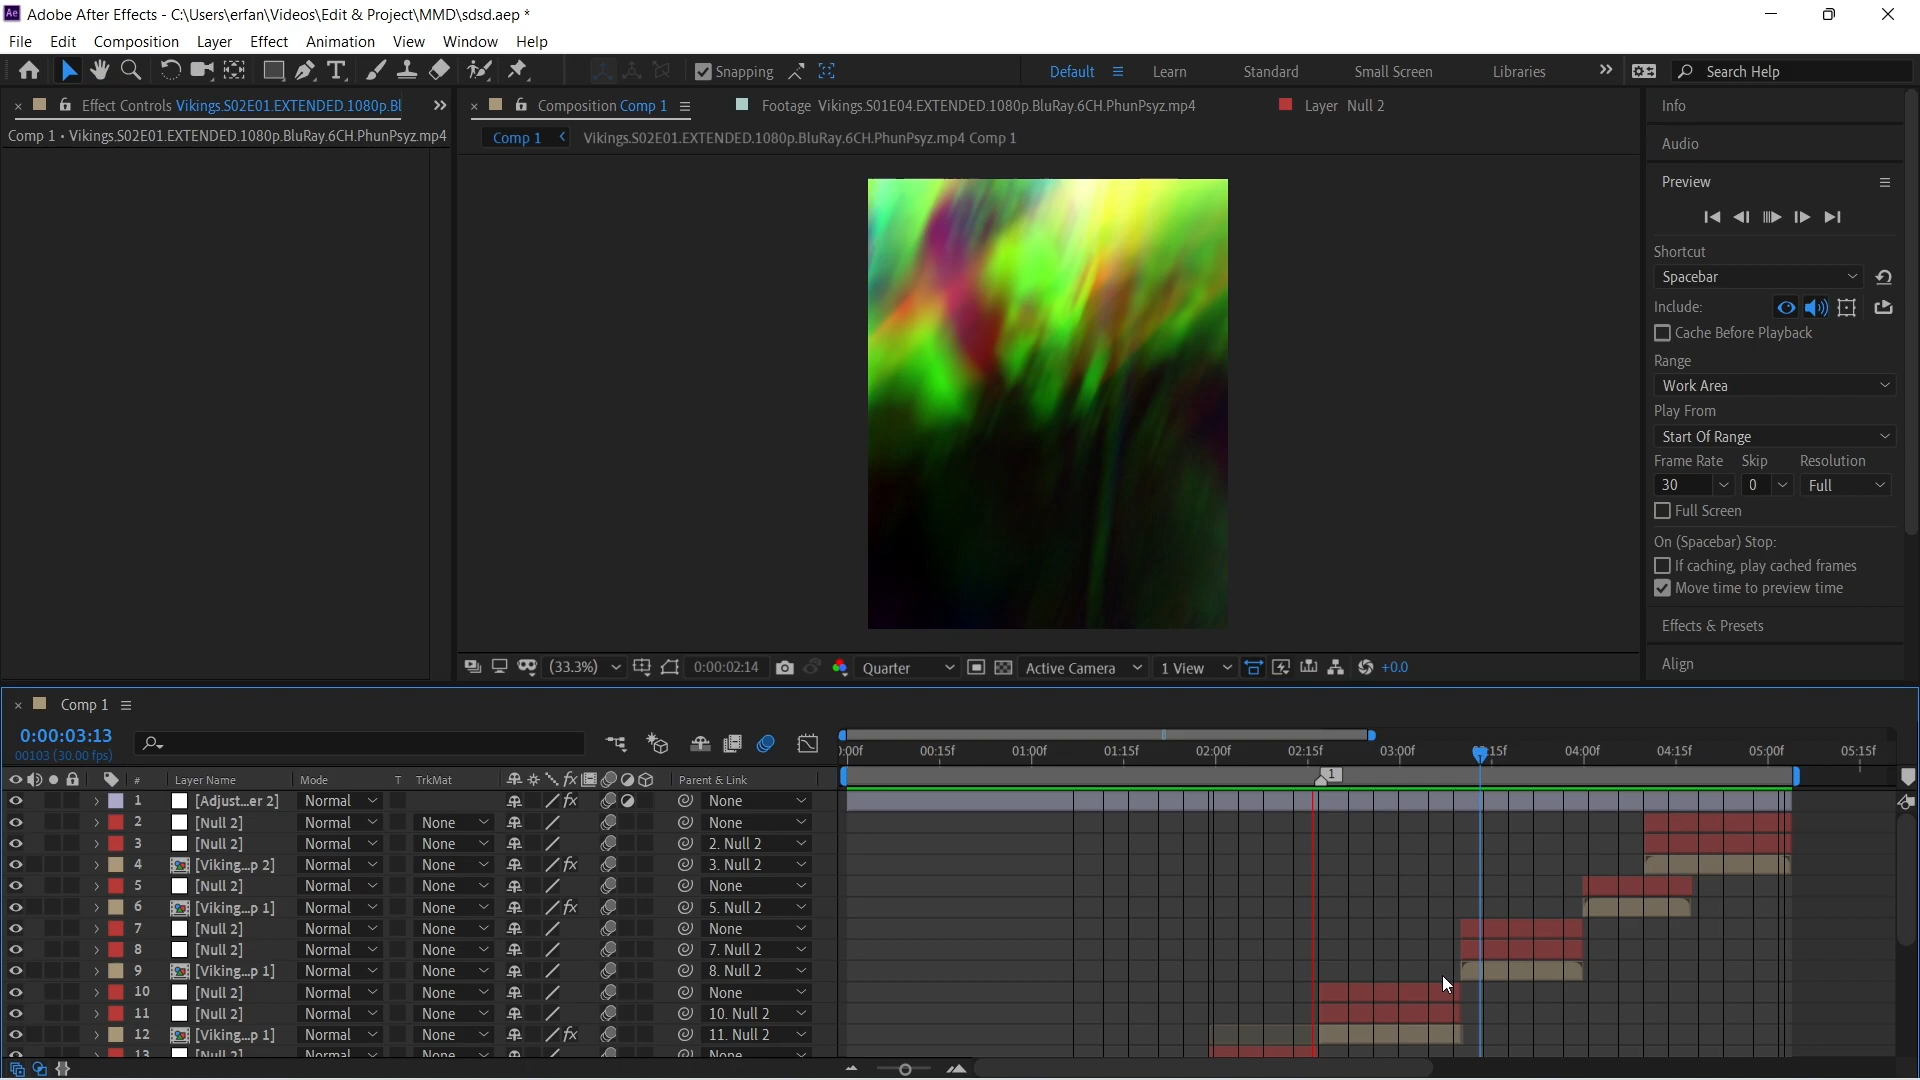 Adobe After Effects - C:\Users\erfan\Videos\Edit & Project\MMD\sdsd.aep *
File Edit Composition Layer Effect Animation View Window Help
Snapping Default Learn Standard Small Screen Libraries Search Help
Effect Controls Vikings.S02E01.EXTENDED.1080p.Bl Composition Comp 1 Footage Vikings.S01E04.EXTENDED.1080p.BluRay.6CH.PhunPsyz.mp4 Layer Null 2 Info
Comp 1 • Vikings.S02E01.EXTENDED.1080p.BluRay.6CH.PhunPsyz.mp4 Comp 1 Vikings.S02E01.EXTENDED.1080p.BluRay.6CH.PhunPsyz.mp4 Comp 1
Audio
Preview
Shortcut
Spacebar
Include:
Cache Before Playback
Range
Work Area
Play From
Start Of Range
Frame Rate Skip Resolution
30 0 Full
Full Screen
On (Spacebar) Stop:
If caching, play cached frames
Move time to preview time
Effects & Presets
Align
(33.3%) 0:00:02:14 Quarter Active Camera 1 View +0.0
Comp 1
0:00:03:13
00103 (30.00 fps)
):00f 00:15f 01:00f 01:15f 02:00f 02:15f 03:00f 15f 04:00f 04:15f 05:00f 05:15f
1
# Layer Name Mode T TrkMat Parent & Link
1 [Adjust...er 2] Normal None
2 [Null 2] Normal None None
3 [Null 2] Normal None 2. Null 2
4 [Viking...p 2] Normal None 3. Null 2
5 [Null 2] Normal None None
6 [Viking...p 1] Normal None 5. Null 2
7 [Null 2] Normal None None
8 [Null 2] Normal None 7. Null 2
9 [Viking...p 1] Normal None 8. Null 2
10 [Null 2] Normal None None
11 [Null 2] Normal None 10. Null 2
12 [Viking...p 1] Normal None 11. Null 2
13 [Null 2] Normal None None